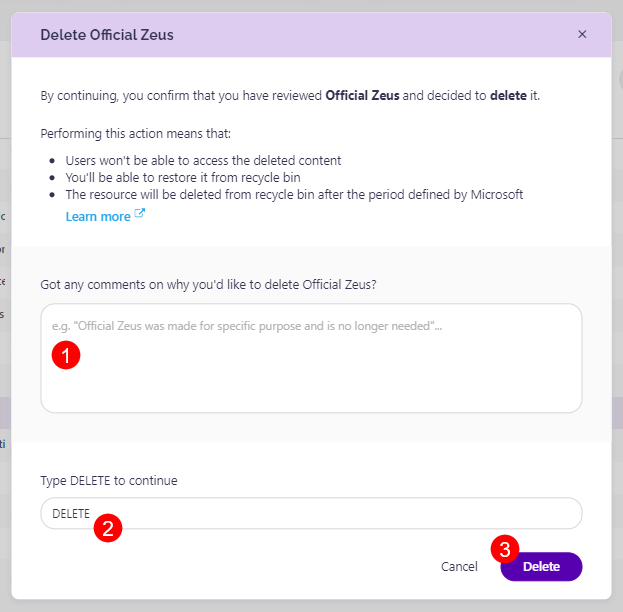 Delete Official Zeus
By continuing, you confirm that you have reviewed Official Zeus and decided to delete it.
Performing this action means that:
Users won't be able to access the deleted content
You'll be able to restore it from recycle bin
The resource will be deleted from recycle bin after the period defined by Microsoft
Learn more
Got any comments on why you'd like to delete Official Zeus?
e.g. "Official Zeus was made for specific purpose and is no longer needed"...
1
Type DELETE to continue
DELETE
2
3
Cancel
Delete